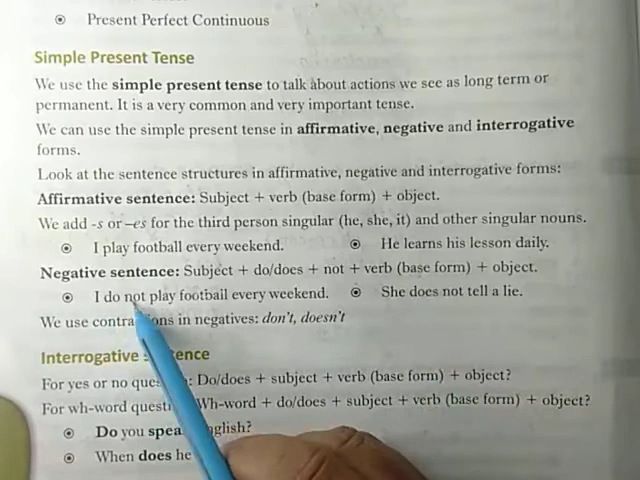 Present Perfect Continuous
Simple Present Tense
We use the simple present tense to talk about actions we see as long term or
permanent. It is a very common and very important tense.
We can use the simple present tense in affirmative, negative and interrogative
forms.
Look at the sentence structures in affirmative, negative and interrogative forms:
Affirmative sentence: Subject + verb (base form) + object.
We add -s or –es for the third person singular (he, she, it) and other singular nouns.
I play football every weekend. He learns his lesson daily.
Negative sentence: Subject + do/does + not + verb (base form) + object.
I do not play football every weekend. She does not tell a lie.
We use in negatives: don't, doesn't
Interrogative
For yes or no Do/does + subject + verb (base form) + object?
For wh-word Wh-word + do/does + subject + verb (base form) + object?
Do you
When does he